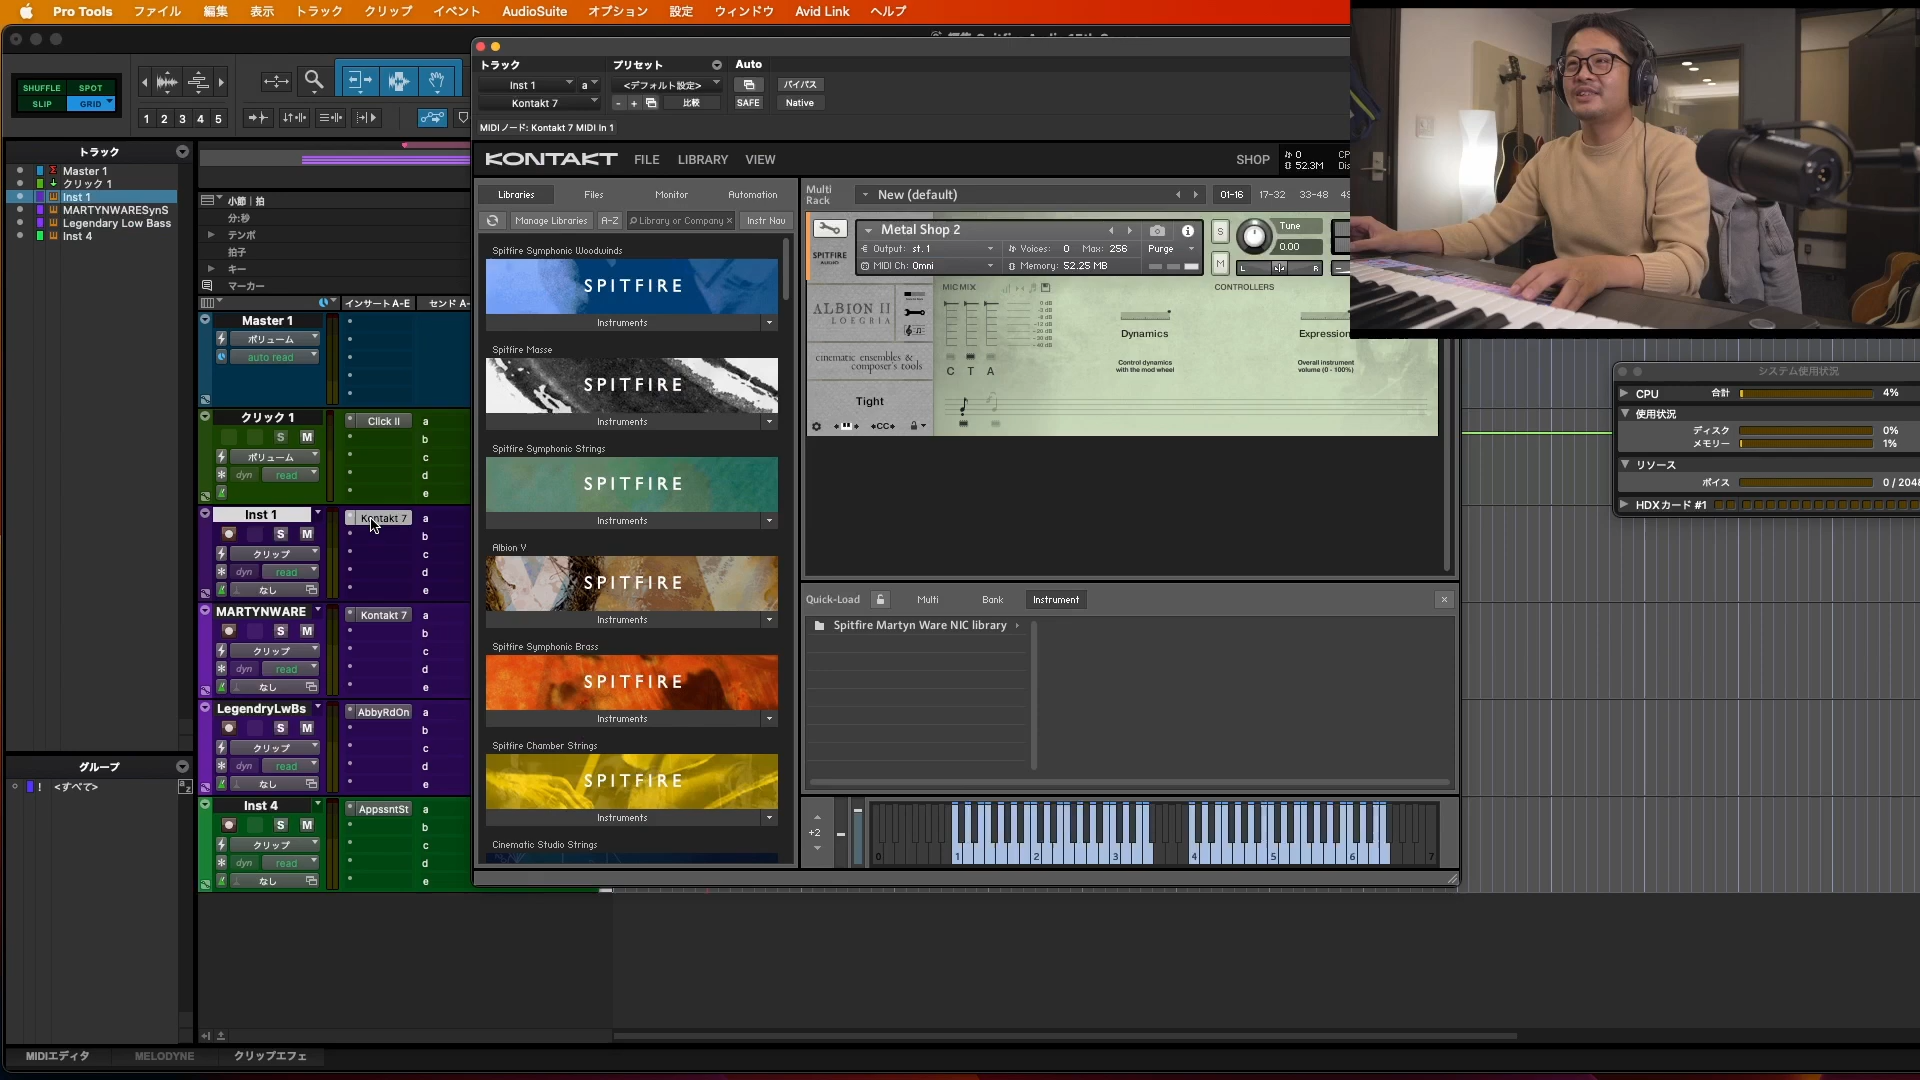 Pro Tools ファイル 編集 表示 トラック クリップ イベント AudioSuite オプション 設定 ウィンドウ Avid Link ヘルプ
SHUFFLE SPOT
SLIP GRID
1 2 3 4 5
トラック
Master 1
クリック 1
Inst 1
MARTYNWARESynS
Legendary Low Bass
Inst 4
グループ
! <すべて>
MIDIエディタ MELODYNE クリップエフェ
小節|拍
分:秒
テンポ
拍子
キー
マーカー
インサート A-E センド A-
Master 1
ボリューム
auto read
クリック 1
Click II
S M
ボリューム
dyn read
a
b
c
d
e
Inst 1
Kontakt 7
S M
クリップ
dyn read
なし
a
b
c
d
e
MARTYNWARE
Kontakt 7
S M
クリップ
dyn read
なし
a
b
c
d
e
LegendryLwBs
AbbyRdOn
S M
クリップ
dyn read
なし
a
b
c
d
e
Inst 4
AppssntSt
S M
クリップ
dyn read
なし
a
b
c
d
e
トラック プリセット Auto
Inst 1 a <デフォルト設定> バイパス
Kontakt 7 - + 比較 SAFE Native
MIDIノード: Kontakt 7 MIDI In 1
KONTAKT FILE LIBRARY VIEW SHOP
0
52.3M
Libraries Files Monitor Automation
Manage Libraries A-Z Library or Company × Instr Nav
Spitfire Symphonic Woodwinds
SPITFIRE
Instruments
Spitfire Masse
SPITFIRE
Instruments
Spitfire Symphonic Strings
SPITFIRE
Instruments
Albion V
SPITFIRE
Instruments
Spitfire Symphonic Brass
SPITFIRE
Instruments
Spitfire Chamber Strings
SPITFIRE
Instruments
Cinematic Studio Strings
Multi
Rack
New (default) 01-16 17-32 33-48
SPITFIRE
AUDIO
Metal Shop 2
Output: st. 1 Voices: 0 Max: 256 Purge
MIDI Ch: Omni Memory: 52.25 MB
S
M
Tune
0.00
L R
ALBION II
LOEGRIA
cinematic ensembles &
composer's tools
Tight
CC
MIC MIX
0 dB
C T A
CONTROLLERS
Dynamics
Control dynamics
with the mod wheel
Expression
Overall instrument
volume (0 - 100%)
Quick-Load Multi Bank Instrument ×
Spitfire Martyn Ware NIC library
+2
0 1 2 3 4 5 6 7
システム使用状況
CPU 合計 4%
使用状況
ディスク 0%
メモリー 1%
リソース
ボイス 0 / 2048
HDXカード #1